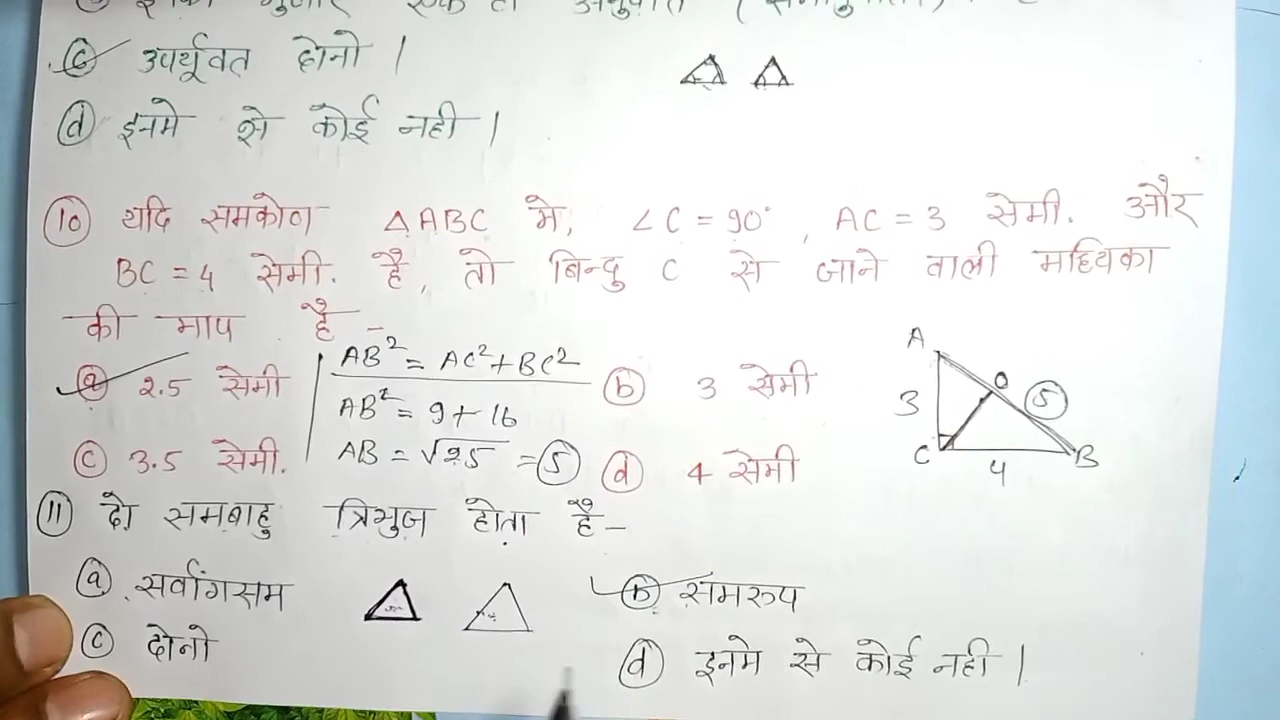 ⓒ उपर्यूक्त दोनो |
ⓓ इनमे से कोई नही |
⑩ यदि समकोण △ABC मे, ∠C = 90°, AC = 3 सेमी. और
BC = 4 सेमी. है, तो बिन्दु C से जाने वाली मध्यिका
की माप है -
ⓐ 2.5 सेमी
ⓑ 3 सेमी
ⓒ 3.5 सेमी.
ⓓ 4 सेमी
AB² = AC² + BC²
AB² = 9 + 16
AB = √25 = ⑤
A
O
3
⑤
C
4
B
⑪ दो समबाहु त्रिभुज होता है -
ⓐ सर्वांगसम
ⓑ समरुप
ⓒ दोनो
ⓓ इनमे से कोई नही |